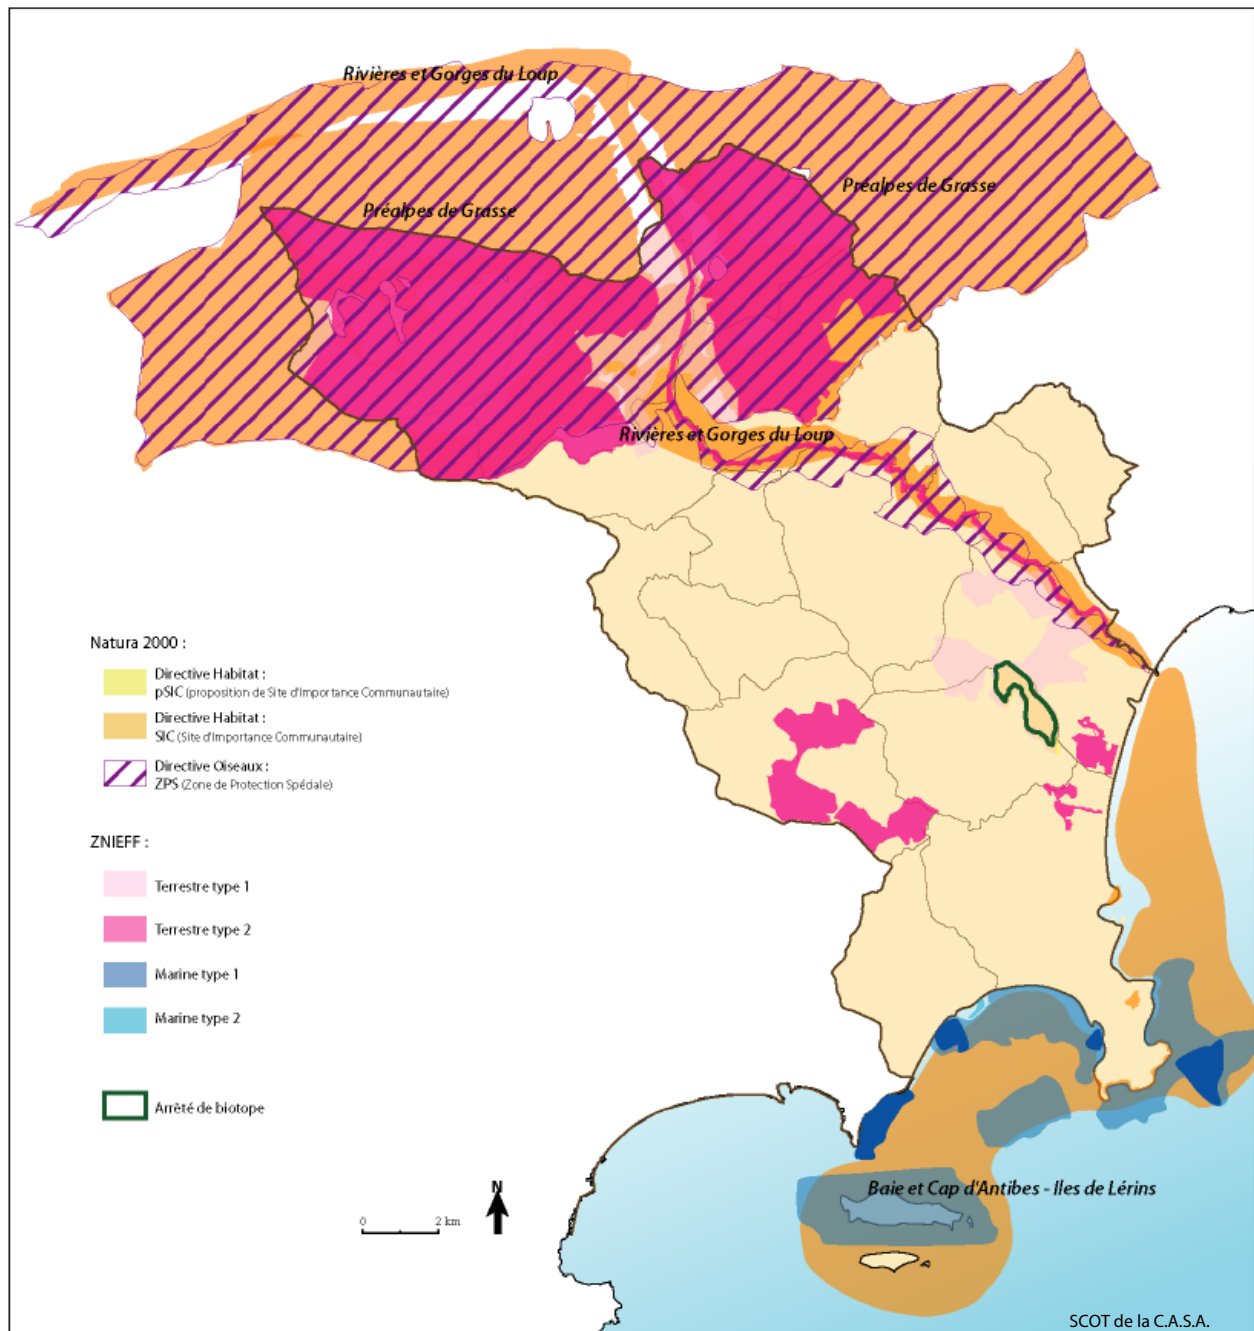 Rivières et Gorges du Loup
Préalpes de Grasse
Préalpes de Grasse
Rivières et Gorges du Loup
Natura 2000 :
Directive Habitat :
pSIC (proposition de Site d'Importance Communautaire)
Directive Habitat :
SIC (Site d'Importance Communautaire)
Directive Oiseaux :
ZPS (Zone de Protection Spéciale)
ZNIEFF :
Terrestre type 1
Terrestre type 2
Marine type 1
Marine type 2
Arrêté de biotope
N
0 2 km
Baie et Cap d'Antibes - Iles de Lérins
SCOT de la C.A.S.A.